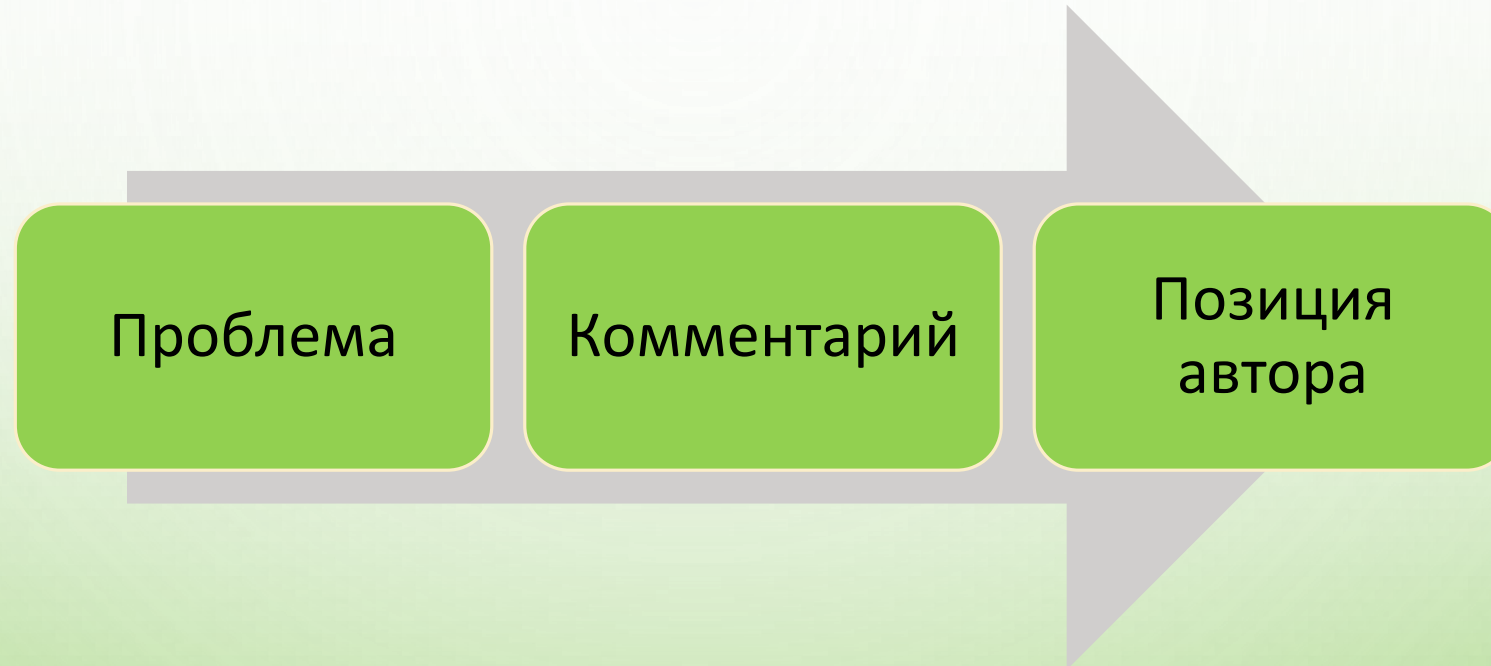 Проблема
Комментарий
Позиция
автора